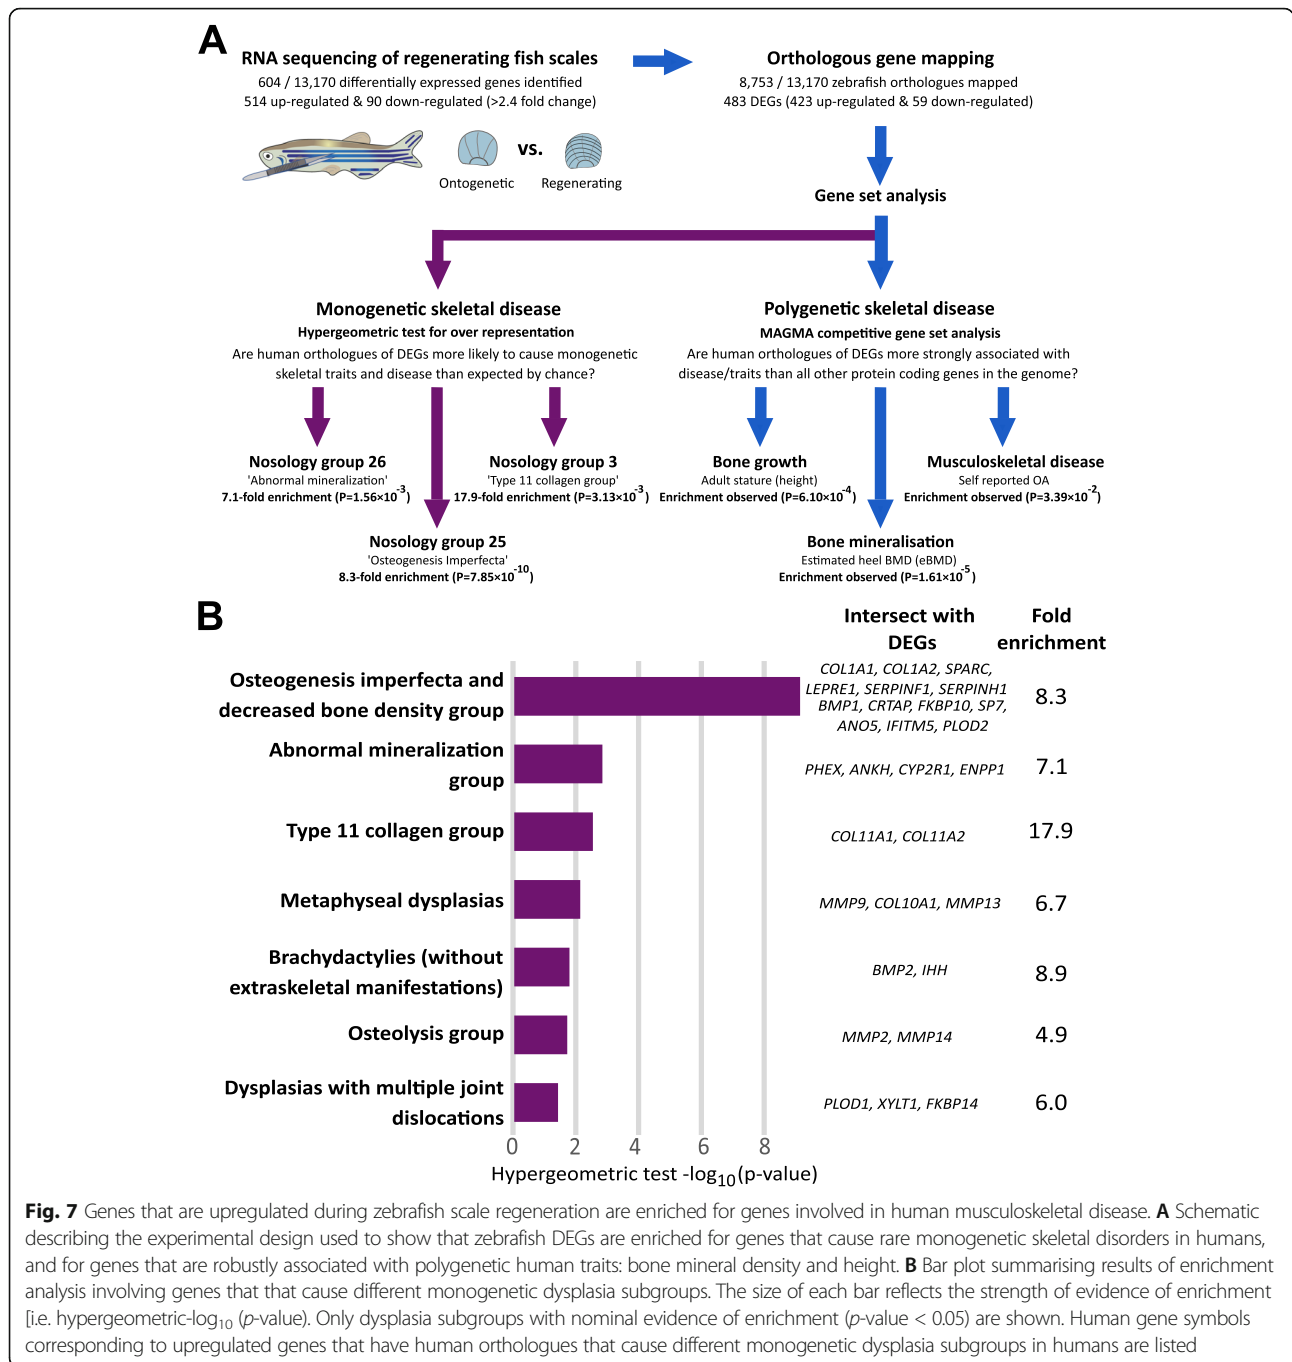 A
RNA sequencing of regenerating fish scales
604 / 13,170 differentially expressed genes identified
514 up-regulated & 90 down-regulated (>2.4 fold change)
Orthologous gene mapping
8,753 / 13,170 zebrafish orthologues mapped
483 DEGs (423 up-regulated & 59 down-regulated)
vs.
Ontogenetic
Regenerating
Gene set analysis
Monogenetic skeletal disease
Hypergeometric test for over representation
Are human orthologues of DEGs more likely to cause monogenetic
skeletal traits and disease than expected by chance?
Polygenetic skeletal disease
MAGMA competitive gene set analysis
Are human orthologues of DEGs more strongly associated with
disease/traits than all other protein coding genes in the genome?
Nosology group 26
'Abnormal mineralization'
7.1-fold enrichment (P=1.56×10⁻³)
Nosology group 3
'Type 11 collagen group'
17.9-fold enrichment (P=3.13×10⁻³)
Bone growth
Adult stature (height)
Enrichment observed (P=6.10×10⁻⁴)
Musculoskeletal disease
Self reported OA
Enrichment observed (P=3.39×10⁻²)
Nosology group 25
'Osteogenesis Imperfecta'
8.3-fold enrichment (P=7.85×10⁻¹⁰)
Bone mineralisation
Estimated heel BMD (eBMD)
Enrichment observed (P=1.61×10⁻⁵)
B
Intersect with
DEGs
Fold
enrichment
Osteogenesis imperfecta and
decreased bone density group
COL1A1, COL1A2, SPARC,
LEPRE1, SERPINF1, SERPINH1
BMP1, CRTAP, FKBP10, SP7,
ANO5, IFITM5, PLOD2
8.3
Abnormal mineralization
group
PHEX, ANKH, CYP2R1, ENPP1
7.1
Type 11 collagen group
COL11A1, COL11A2
17.9
Metaphyseal dysplasias
MMP9, COL10A1, MMP13
6.7
Brachydactylies (without
extraskeletal manifestations)
BMP2, IHH
8.9
Osteolysis group
MMP2, MMP14
4.9
Dysplasias with multiple joint
dislocations
PLOD1, XYLT1, FKBP14
6.0
0 2 4 6 8
Hypergeometric test -log₁₀(p-value)
Fig. 7 Genes that are upregulated during zebrafish scale regeneration are enriched for genes involved in human musculoskeletal disease. A Schematic
describing the experimental design used to show that zebrafish DEGs are enriched for genes that cause rare monogenetic skeletal disorders in humans,
and for genes that are robustly associated with polygenetic human traits: bone mineral density and height. B Bar plot summarising results of enrichment
analysis involving genes that that cause different monogenetic dysplasia subgroups. The size of each bar reflects the strength of evidence of enrichment
[i.e. hypergeometric-log₁₀ (p-value). Only dysplasia subgroups with nominal evidence of enrichment (p-value < 0.05) are shown. Human gene symbols
corresponding to upregulated genes that have human orthologues that cause different monogenetic dysplasia subgroups in humans are listed